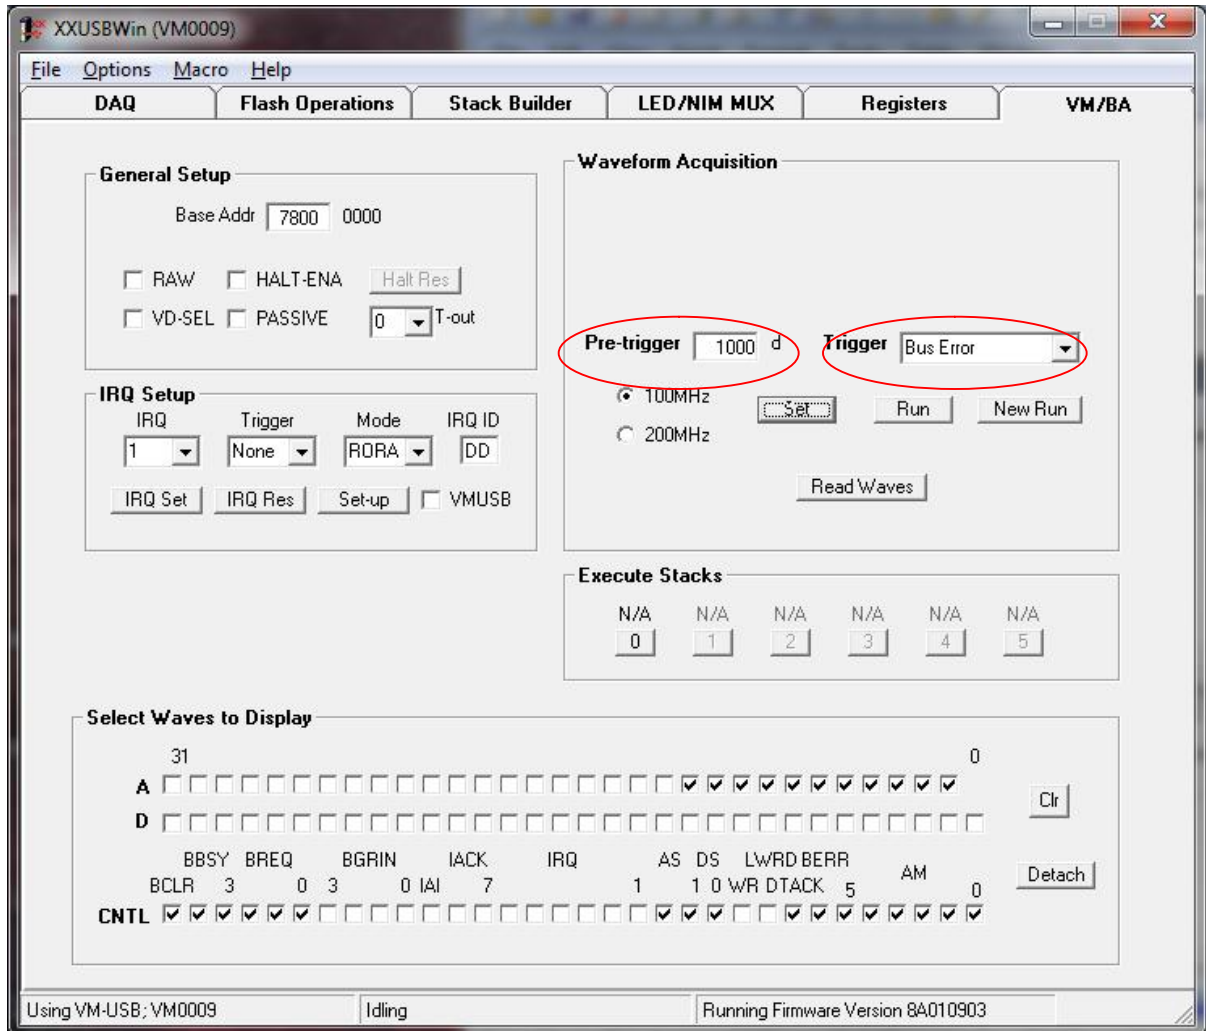 XXUSBWin (VM0009)
File Options Macro Help
DAQ Flash Operations Stack Builder LED/NIM MUX Registers VM/BA
General Setup
Base Addr 7800 0000
RAW HALT-ENA Halt Res
VD-SEL PASSIVE 0 T-out
IRQ Setup
IRQ Trigger Mode IRQ ID
1 None RORA DD
IRQ Set IRQ Res Set-up VMUSB
Waveform Acquisition
Pre-trigger 1000 d Trigger Bus Error
100MHz
200MHz
Set Run New Run
Read Waves
Execute Stacks
N/A N/A N/A N/A N/A N/A
0 1 2 3 4 5
Select Waves to Display
31 0
A
D
Clr
BBSY BREQ BGRIN IACK IRQ AS DS LWRD BERR AM
BCLR 3 0 3 0 IAI 7 1 1 0 WR DTACK 5 0
CNTL
Detach
Using VM-USB; VM0009 Idling Running Firmware Version 8A010903